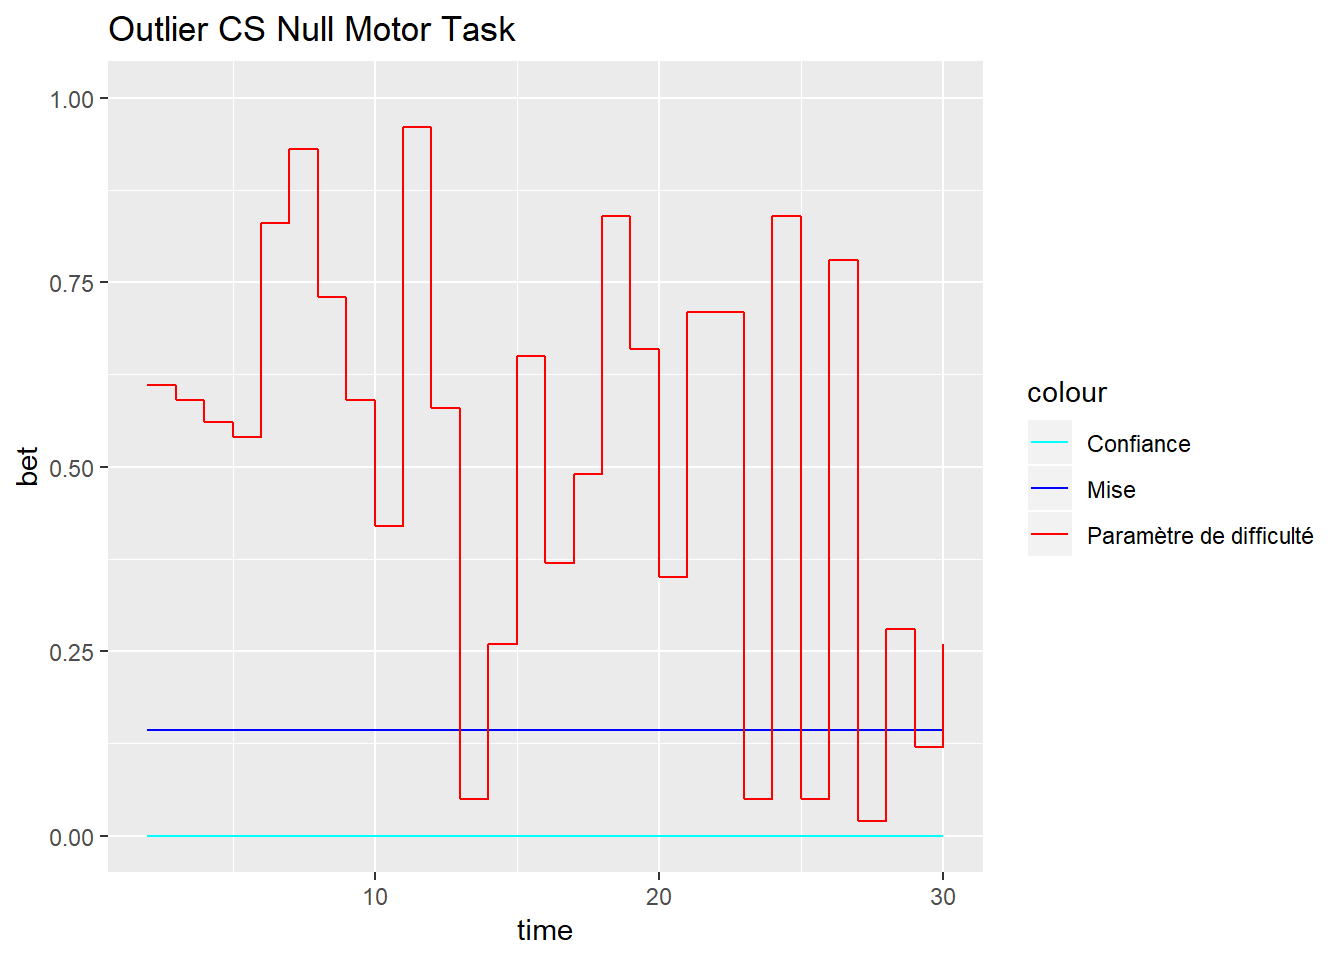 Outlier CS Null Motor Task
1.00
0.75
0.50
0.25
0.00
bet
10 20 30
time
colour
Confiance
Mise
Paramètre de difficulté